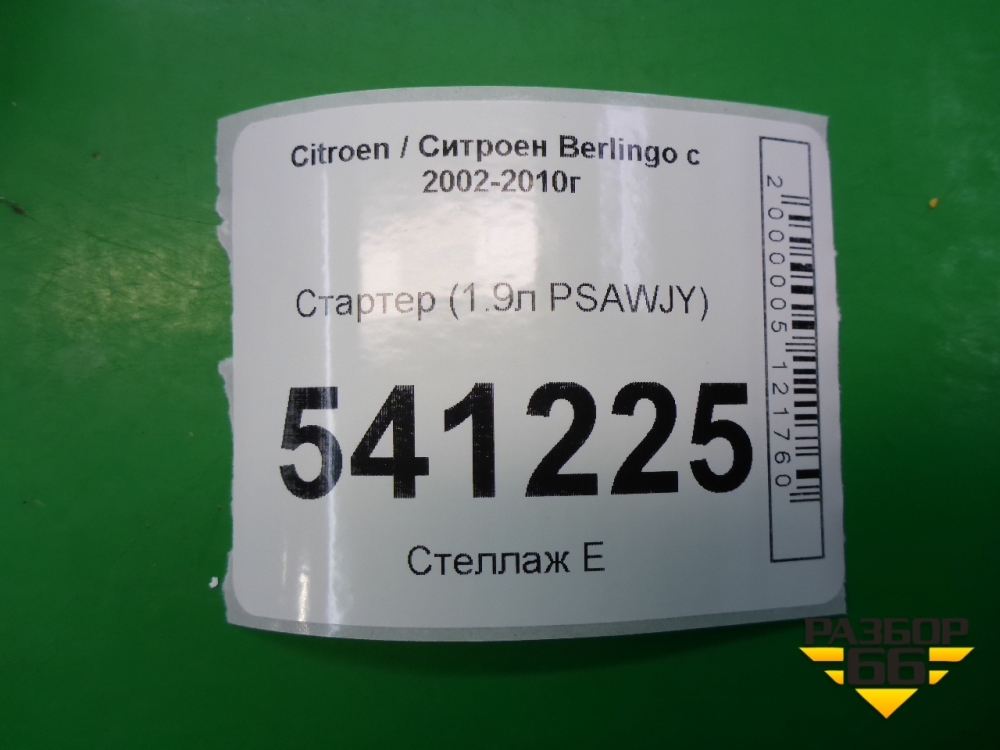 Citroen / Ситроен Berlingo с
2002-2010г
Стартер (1.9л PSAWJY)
541225
Стеллаж Е
2000005121760
РАЗБОР
66